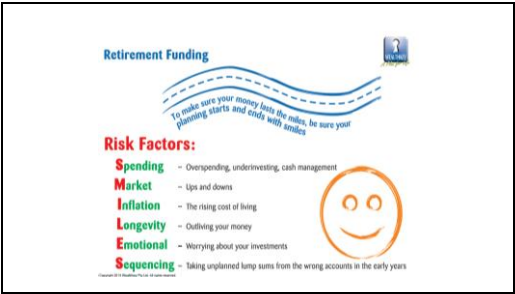 Retirement Funding
To make sure your money lasts the miles, be sure your
planning starts and ends with smiles
Risk Factors:
Spending – Overspending, underinvesting, cash management
Market – Ups and downs
Inflation – The rising cost of living
Longevity – Outliving your money
Emotional – Worrying about your investments
Sequencing – Taking unplanned lump sums from the wrong accounts in the early years